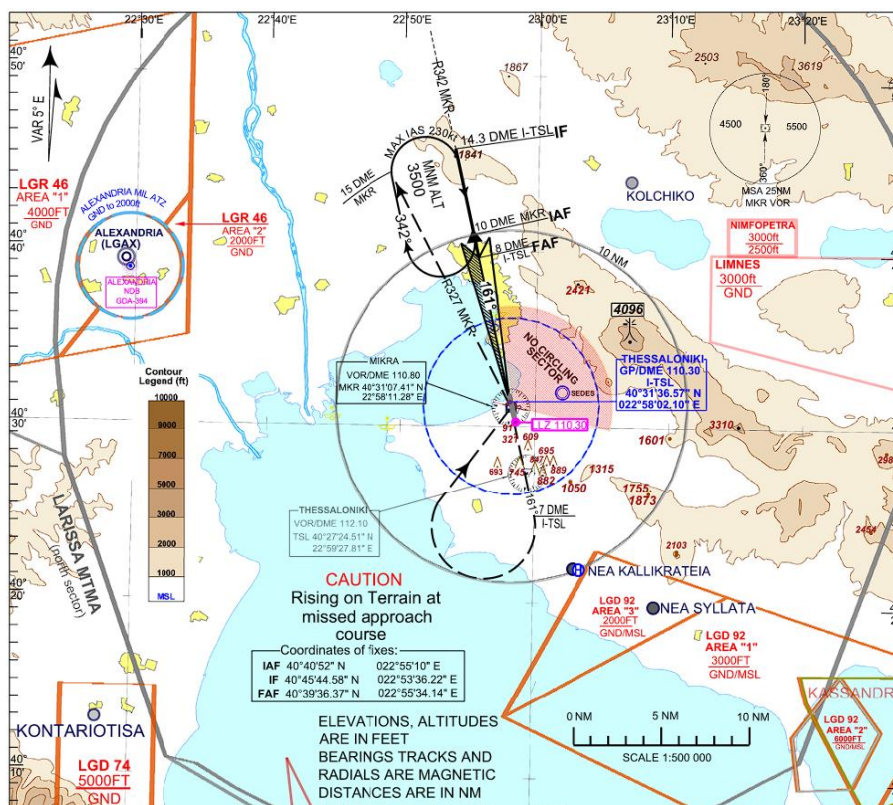 22°30'E
22°40'E
22°50'E
23°00'E
23°10'E
23°20'E
40°
50'
VAR 5° E
LGR 46
AREA "1"
4000FT
GND
ALEXANDRIA MIL ATZ.
GND to 2000ft
ALEXANDRIA
(LGAX)
ALEXANDRIA
NDB
GDA-394
LGR 46
AREA "2"
2000FT
GND
R342 MKR
1867
MAX IAS 230kt
14.3 DME I-TSL IF
1841
MNM ALT
3500
15 DME
MKR
342°
10 DME MKR IAF
8 DME
I-TSL FAF
R327 MKR
161°
10 NM
2503
3619
180°
4500
5500
360°
MSA 25NM
MKR VOR
KOLCHIKO
NIMFOPETRA
3000ft
2500ft
LIMNES
3000ft
GND
2421
4096
NO CIRCLING
SECTOR
SEDES
THESSALONIKI
GP/DME 110.30
I-TSL
40°31'36.57" N
022°58'02.10" E
MIKRA
VOR/DME 110.80
MKR 40°31'07.41" N
22°58'11.28" E
LLZ 110.30
91
321
609
695
847
693
745
889
882
1050
1315
1601
3310
1755
1873
2103
2454
40°
40'
40°
30'
40°
20'
40°
10'
Contour
Legend (ft)
10000
9000
7000
5000
3000
2000
1000
MSL
THESSALONIKI
VOR/DME 112.10
TSL 40°27'24.51" N
22°59'27.81" E
161°
7 DME
I-TSL
LARISSA MTMA
(north sector)
CAUTION
Rising on Terrain at
missed approach
course
Coordinates of fixes:
IAF 40°40'52" N 022°55'10" E
IF 40°45'44.58" N 022°53'36.22" E
FAF 40°39'36.37" N 022°55'34.14" E
NEA KALLIKRATEIA
NEA SYLLATA
LGD 92
AREA "3"
2000FT
GND/MSL
LGD 92
AREA "1"
3000FT
GND/MSL
KASSANDR
LGD 92
AREA "2"
6000FT
GND/MSL
KONTARIOTISA
LGD 74
5000FT
GND
ELEVATIONS, ALTITUDES
ARE IN FEET
BEARINGS TRACKS AND
RADIALS ARE MAGNETIC
DISTANCES ARE IN NM
0 NM
5 NM
10 NM
SCALE 1:500 000